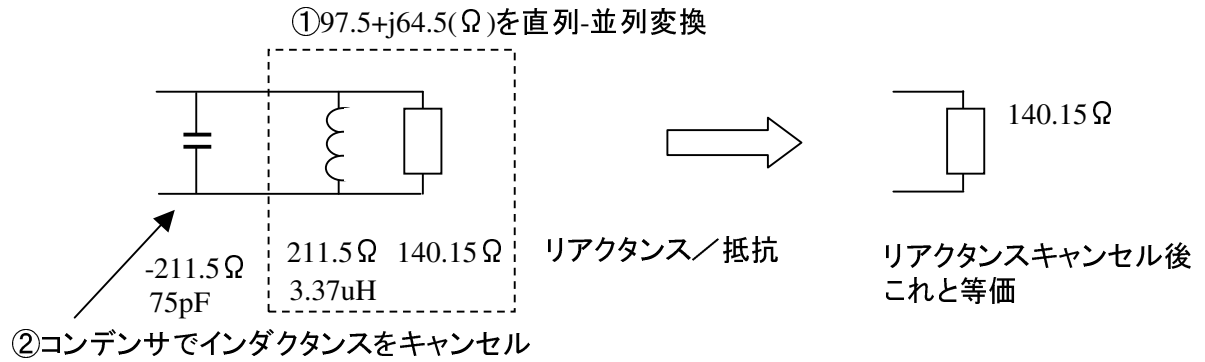 ①97.5+j64.5(Ω)を直列-並列変換
140.15Ω
211.5Ω 140.15Ω
3.37uH
リアクタンス／抵抗
-211.5Ω
75pF
リアクタンスキャンセル後
これと等価
②コンデンサでインダクタンスをキャンセル